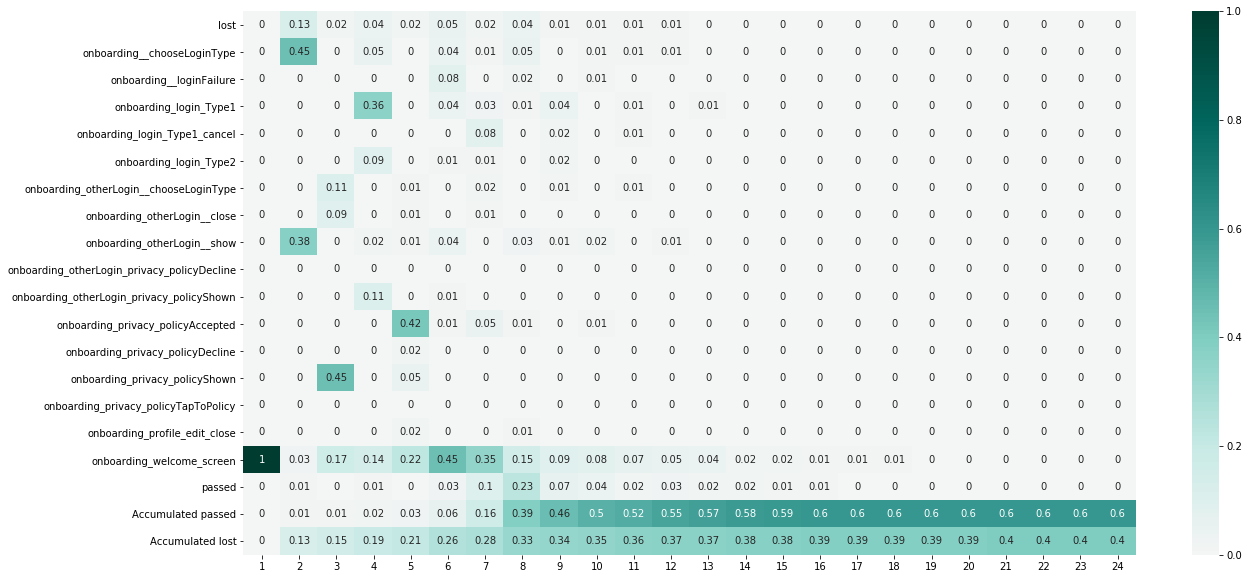 lost 0 0.13 0.02 0.04 0.02 0.05 0.02 0.04 0.01 0.01 0.01 0.01 0 0 0 0 0 0 0 0 0 0 0 0 1.0
onboarding__chooseLoginType 0 0.45 0 0.05 0 0.04 0.01 0.05 0 0.01 0.01 0.01 0 0 0 0 0 0 0 0 0 0 0 0
onboarding__loginFailure 0 0 0 0 0 0.08 0 0.02 0 0.01 0 0 0 0 0 0 0 0 0 0 0 0 0 0
onboarding_login_Type1 0 0 0 0.36 0 0.04 0.03 0.01 0.04 0 0.01 0 0.01 0 0 0 0 0 0 0 0 0 0 0
onboarding_login_Type1_cancel 0 0 0 0 0 0 0.08 0 0.02 0 0.01 0 0 0 0 0 0 0 0 0 0 0 0 0 0.8
onboarding_login_Type2 0 0 0 0.09 0 0.01 0.01 0 0.02 0 0 0 0 0 0 0 0 0 0 0 0 0 0 0
onboarding_otherLogin__chooseLoginType 0 0 0.11 0 0.01 0 0.02 0 0.01 0 0.01 0 0 0 0 0 0 0 0 0 0 0 0 0
onboarding_otherLogin__close 0 0 0.09 0 0.01 0 0.01 0 0 0 0 0 0 0 0 0 0 0 0 0 0 0 0 0
onboarding_otherLogin__show 0 0.38 0 0.02 0.01 0.04 0 0.03 0.01 0.02 0 0.01 0 0 0 0 0 0 0 0 0 0 0 0 0.6
onboarding_otherLogin_privacy_policyDecline 0 0 0 0 0 0 0 0 0 0 0 0 0 0 0 0 0 0 0 0 0 0 0 0
onboarding_otherLogin_privacy_policyShown 0 0 0 0.11 0 0.01 0 0 0 0 0 0 0 0 0 0 0 0 0 0 0 0 0 0
onboarding_privacy_policyAccepted 0 0 0 0 0.42 0.01 0.05 0.01 0 0.01 0 0 0 0 0 0 0 0 0 0 0 0 0 0
onboarding_privacy_policyDecline 0 0 0 0 0.02 0 0 0 0 0 0 0 0 0 0 0 0 0 0 0 0 0 0 0 0.4
onboarding_privacy_policyShown 0 0 0.45 0 0.05 0 0 0 0 0 0 0 0 0 0 0 0 0 0 0 0 0 0 0
onboarding_privacy_policyTapToPolicy 0 0 0 0 0 0 0 0 0 0 0 0 0 0 0 0 0 0 0 0 0 0 0 0
onboarding_profile_edit_close 0 0 0 0 0.02 0 0 0.01 0 0 0 0 0 0 0 0 0 0 0 0 0 0 0 0
onboarding_welcome_screen 1 0.03 0.17 0.14 0.22 0.45 0.35 0.15 0.09 0.08 0.07 0.05 0.04 0.02 0.02 0.01 0.01 0.01 0 0 0 0 0 0 0.2
passed 0 0.01 0 0.01 0 0.03 0.1 0.23 0.07 0.04 0.02 0.03 0.02 0.02 0.01 0.01 0 0 0 0 0 0 0 0
Accumulated passed 0 0.01 0.01 0.02 0.03 0.06 0.16 0.39 0.46 0.5 0.52 0.55 0.57 0.58 0.59 0.6 0.6 0.6 0.6 0.6 0.6 0.6 0.6 0.6
Accumulated lost 0 0.13 0.15 0.19 0.21 0.26 0.28 0.33 0.34 0.35 0.36 0.37 0.37 0.38 0.38 0.39 0.39 0.39 0.39 0.39 0.4 0.4 0.4 0.4 0.0
1 2 3 4 5 6 7 8 9 10 11 12 13 14 15 16 17 18 19 20 21 22 23 24